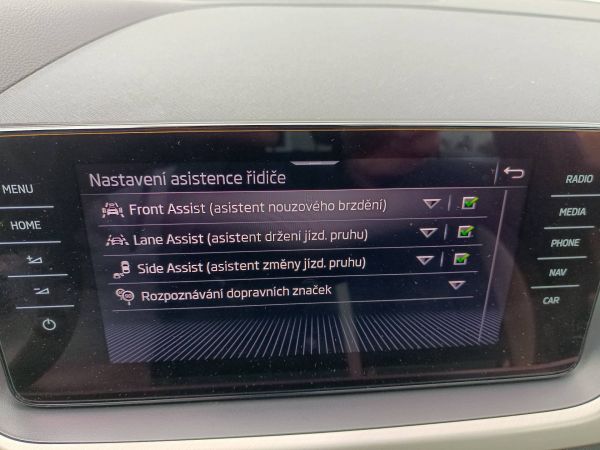 Nastavení asistence řidiče
Front Assist (asistent nouzového brzdění)
Lane Assist (asistent držení jízd. pruhu)
Side Assist (asistent změny jízd. pruhu)
Rozpoznávání dopravních značek
MENU
HOME
RADIO
MEDIA
PHONE
NAV
CAR